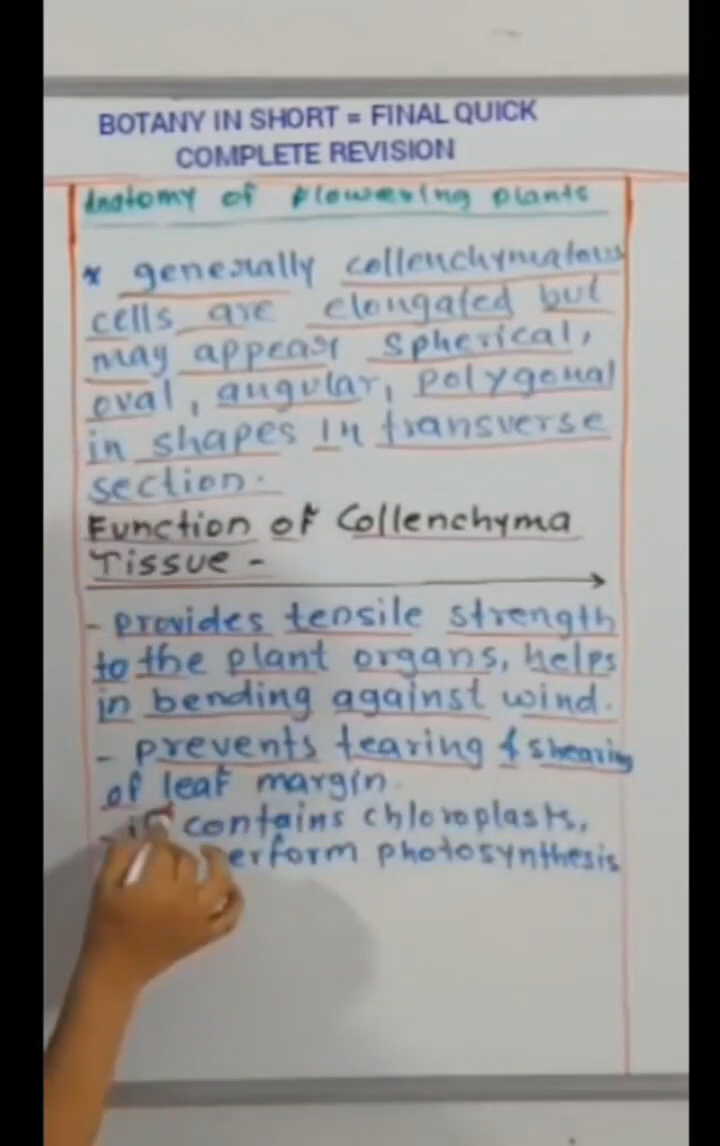 BOTANY IN SHORT = FINAL QUICK
COMPLETE REVISION
Anatomy of Flowering plants
* generally collenchymatous
cells are elongated but
may appear spherical,
oval, angular, polygonal
in shapes in transverse
section.
Function of Collenchyma
Tissue -
- provides tensile strength
to the plant organs, helps
in bending against wind.
- prevents tearing & shearing
of leaf margin.
- if contains chloroplasts,
erform photosynthesis